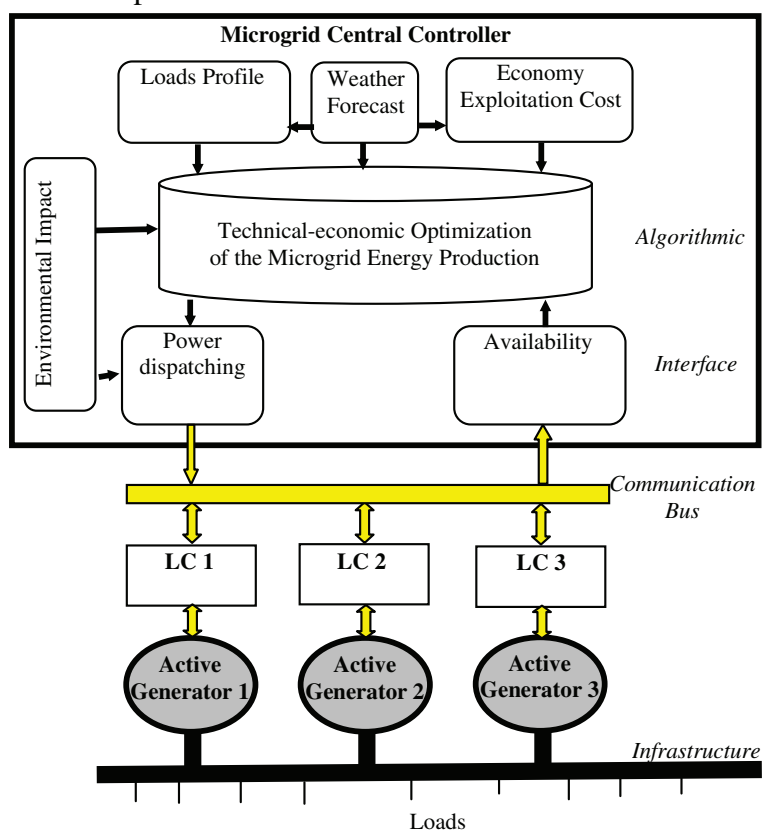 Microgrid Central Controller
Loads Profile
Weather
Forecast
Economy
Exploitation Cost
Environmental Impact
Technical-economic Optimization
of the Microgrid Energy Production
Algorithmic
Power
dispatching
Availability
Interface
Communication
Bus
LC 1
LC 2
LC 3
Active
Generator 1
Active
Generator 2
Active
Generator 3
Infrastructure
Loads